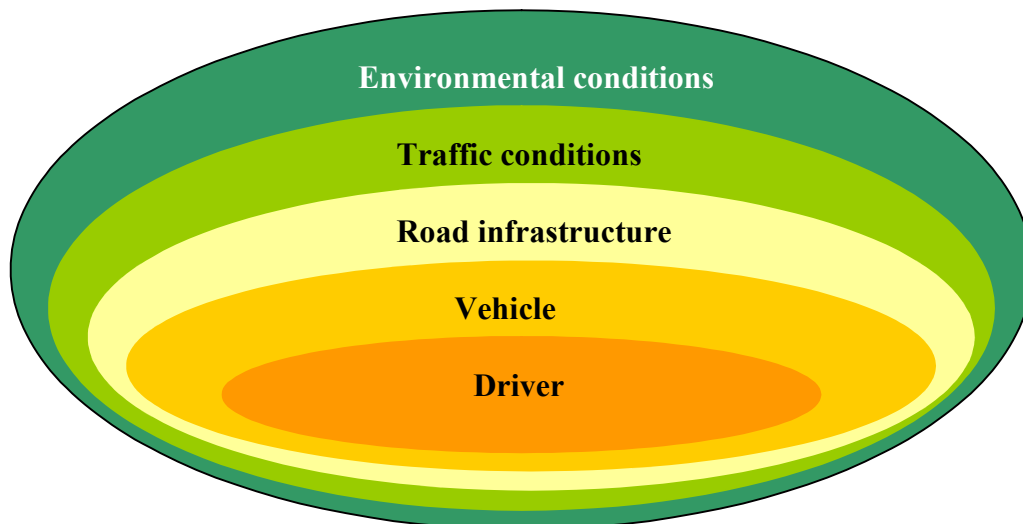 Environmental conditions
Traffic conditions
Road infrastructure
Vehicle
Driver